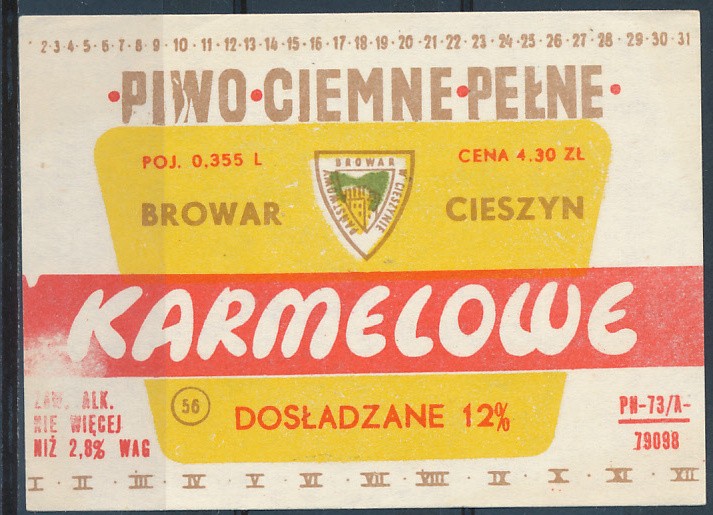 · 2·3·4·5·6·7·8·9·10·11·12·13·14·15·16·17·18·19·20·21·22·23·24·25·26·27·28·29·30·31
·PIWO·CIEMNE·PEŁNE·
POJ. 0,355 L
CENA 4.30 ZŁ
BROWAR W CIESZYNIE
PAŃSTWOWY
BROWAR
CIESZYN
KARMELOWE
ZAW. ALK.
NIE WIĘCEJ
NIŻ 2,8% WAG
56
DOSŁADZANE 12%
PN-73/A-
79098
I · II · III · IV · V · VI · VII · VIII · IX · X · XI · XII